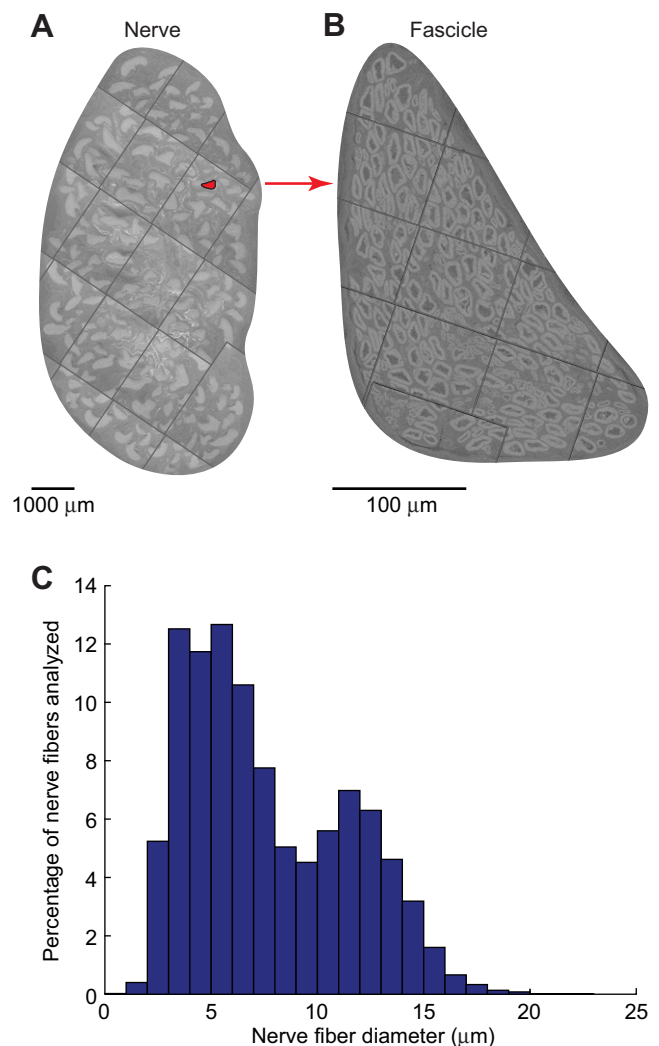 A
Nerve
B
Fascicle
1000 μm
100 μm
C
Percentage of nerve fibers analyzed
14
12
10
8
6
4
2
0
0 5 10 15 20 25
Nerve fiber diameter (μm)